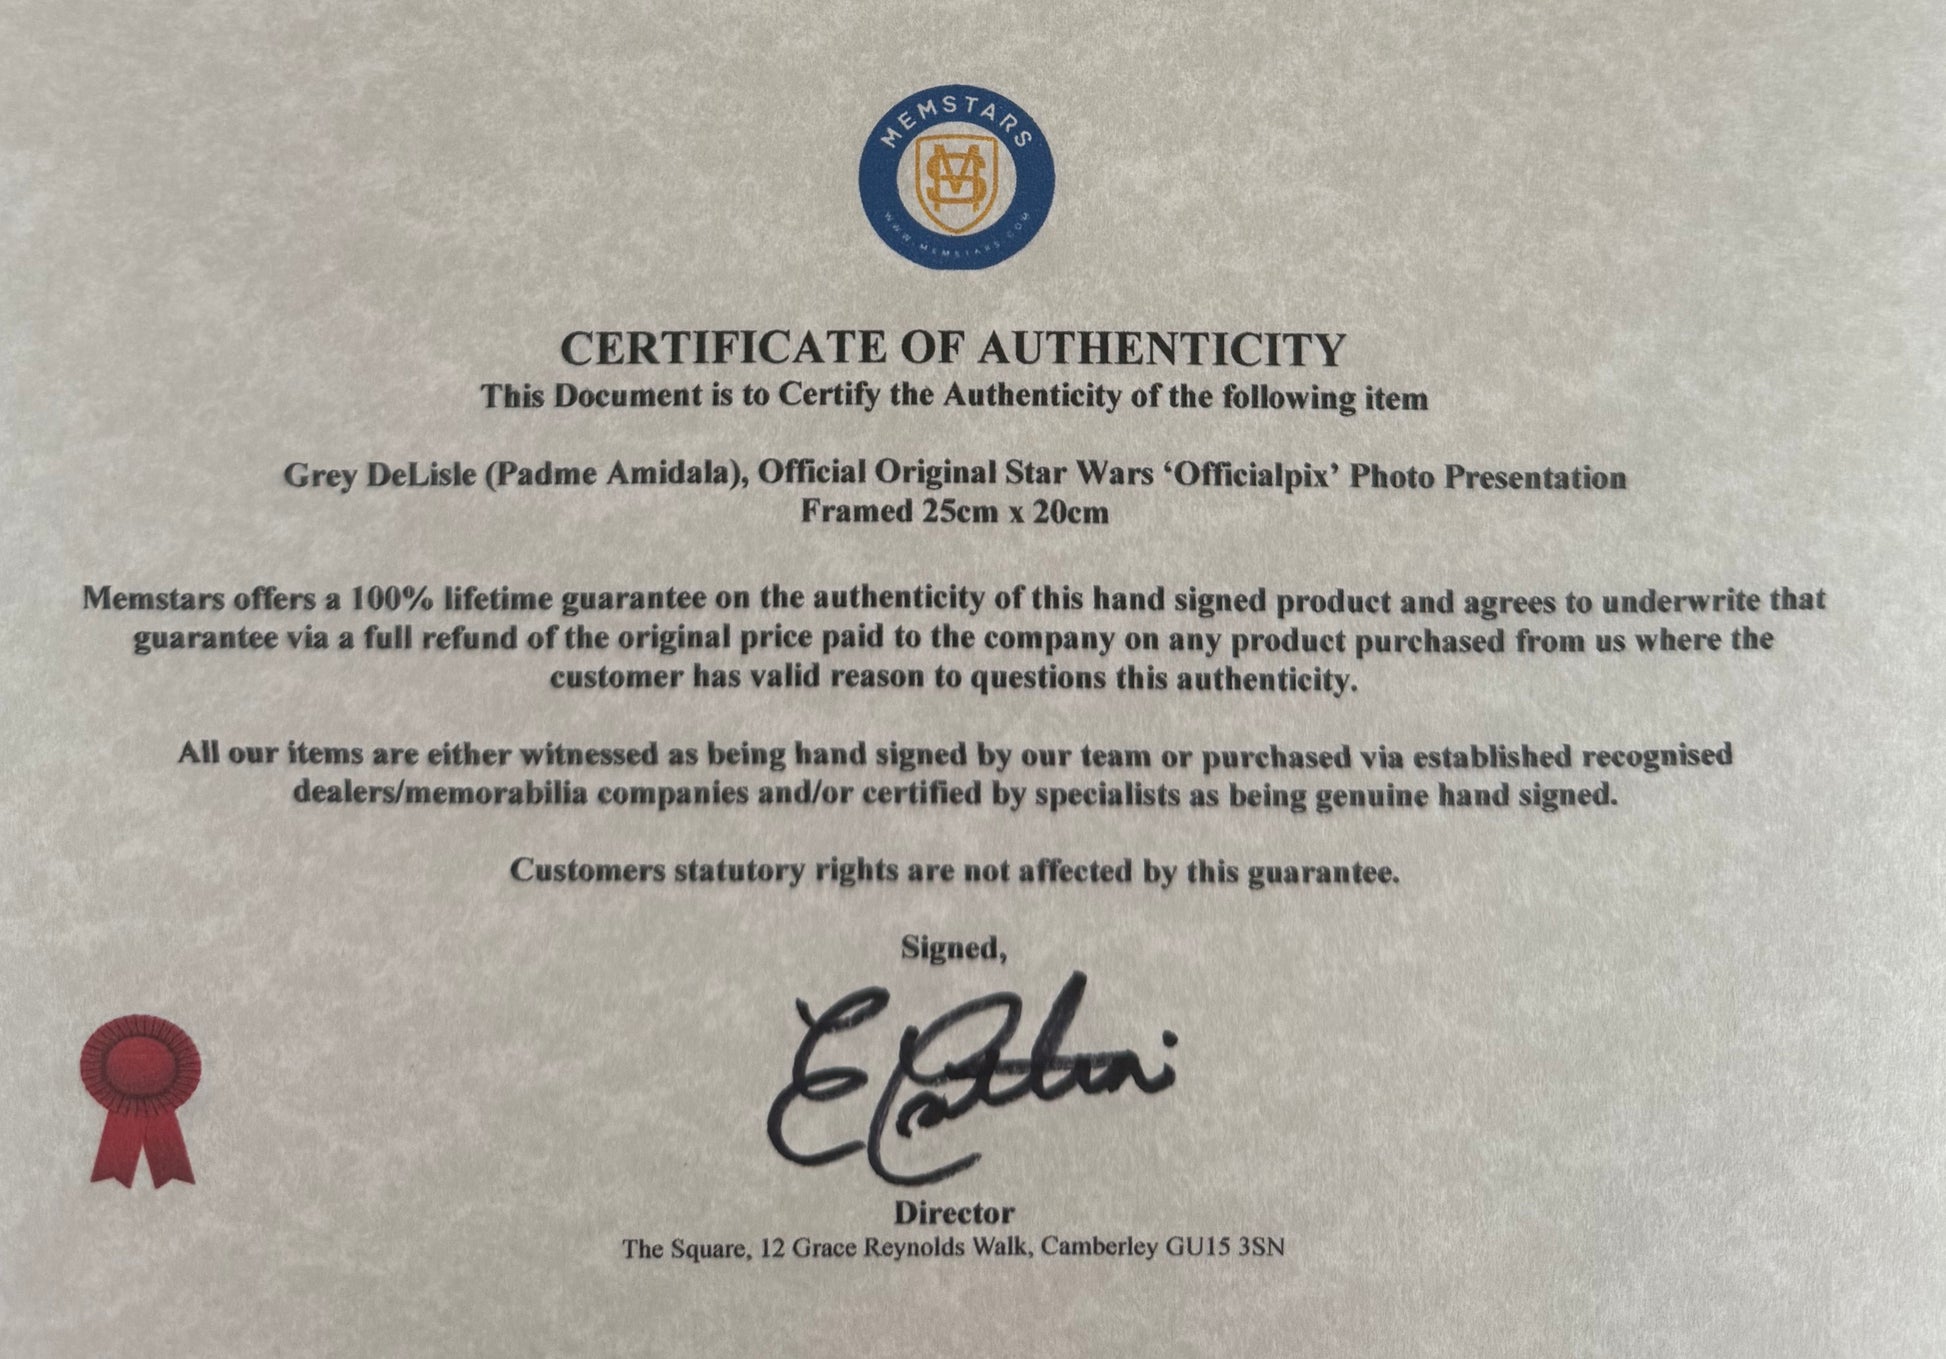 MEMSTARS
WWW.MEMSTARS.COM
CERTIFICATE OF AUTHENTICITY
This Document is to Certify the Authenticity of the following item
Grey DeLisle (Padme Amidala), Official Original Star Wars ‘Officialpix’ Photo Presentation
Framed 25cm x 20cm
Memstars offers a 100% lifetime guarantee on the authenticity of this hand signed product and agrees to underwrite that
guarantee via a full refund of the original price paid to the company on any product purchased from us where the
customer has valid reason to questions this authenticity.
All our items are either witnessed as being hand signed by our team or purchased via established recognised
dealers/memorabilia companies and/or certified by specialists as being genuine hand signed.
Customers statutory rights are not affected by this guarantee.
Signed,
Director
The Square, 12 Grace Reynolds Walk, Camberley GU15 3SN